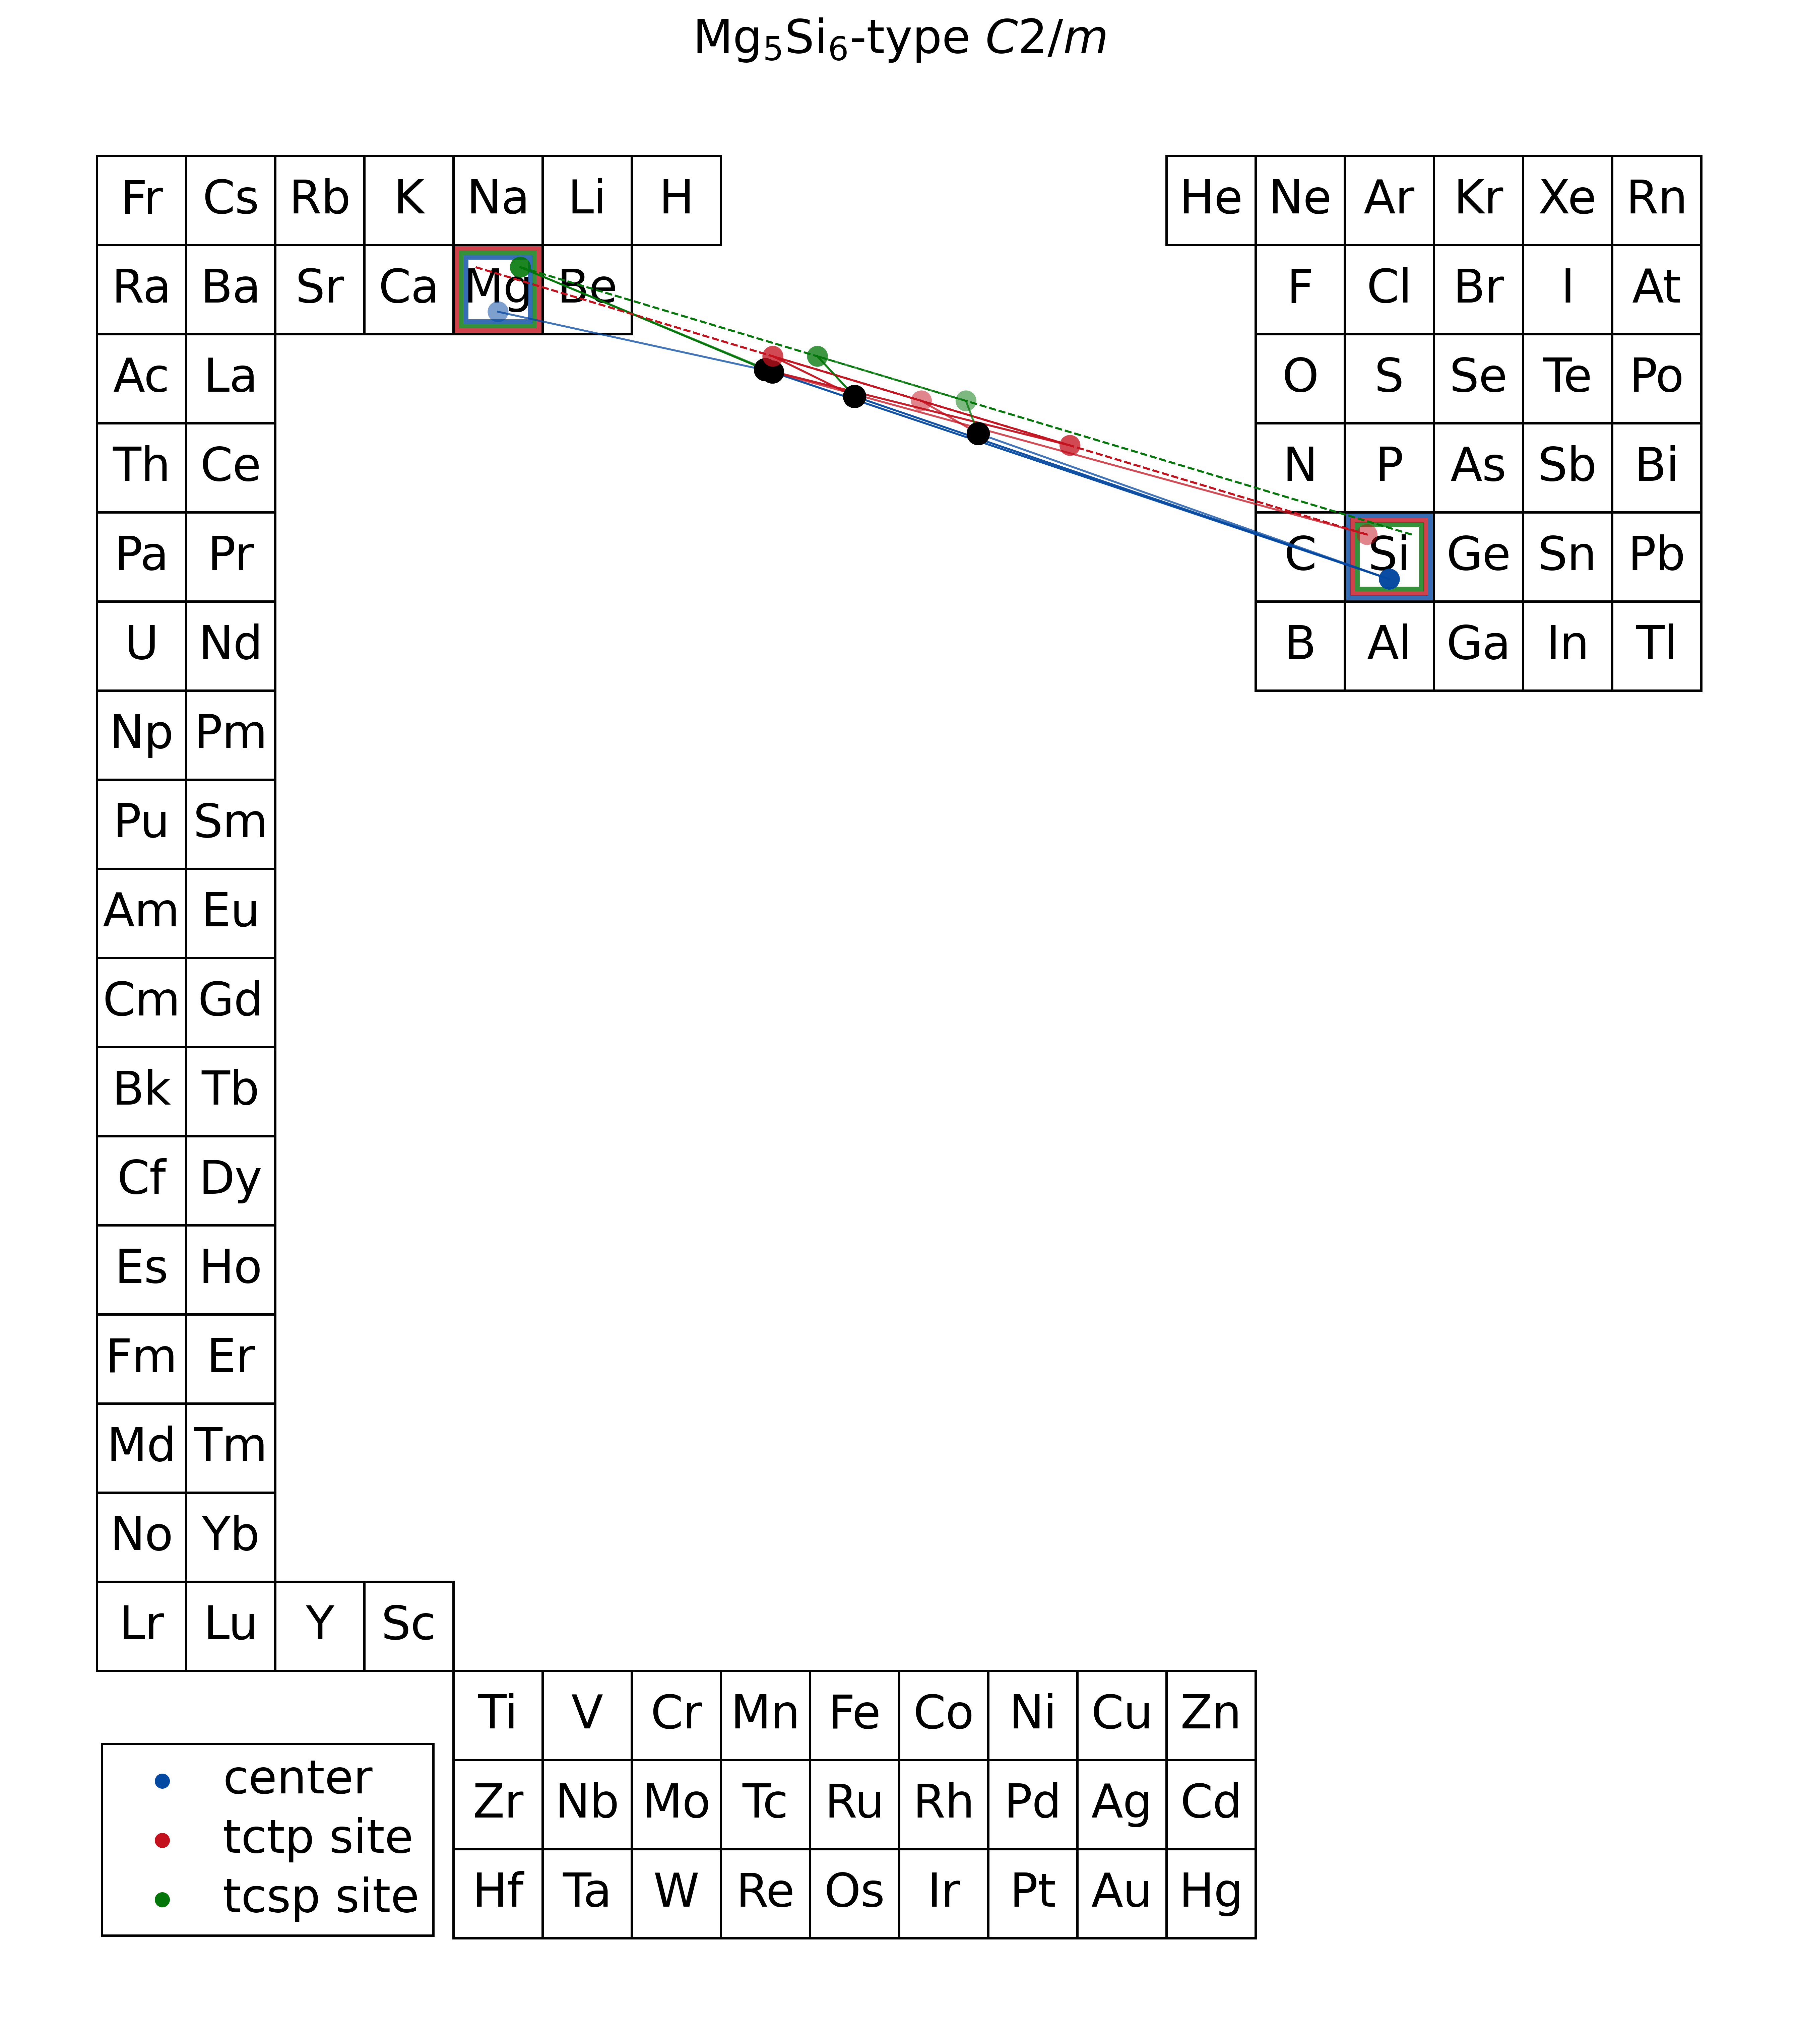 Mg₅Si₆-type C2/m
Fr Cs Rb K Na Li H He Ne Ar Kr Xe Rn
Ra Ba Sr Ca Mg Be F Cl Br I At
Ac La O S Se Te Po
Th Ce N P As Sb Bi
Pa Pr C Si Ge Sn Pb
U Nd B Al Ga In Tl
Np Pm
Pu Sm
Am Eu
Cm Gd
Bk Tb
Cf Dy
Es Ho
Fm Er
Md Tm
No Yb
Lr Lu Y Sc
Ti V Cr Mn Fe Co Ni Cu Zn
Zr Nb Mo Tc Ru Rh Pd Ag Cd
Hf Ta W Re Os Ir Pt Au Hg
center
tctp site
tcsp site